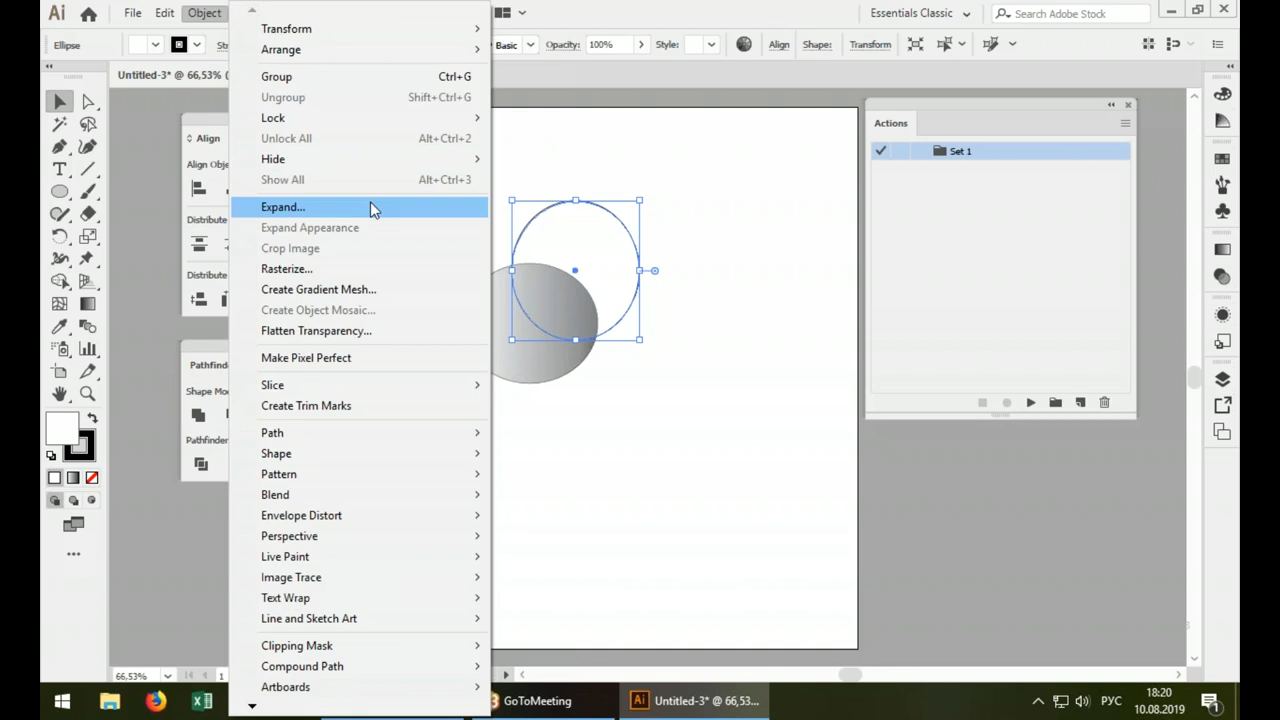 Ai
File
Edit
Object
Essentials Classic
Search Adobe Stock
Ellipse
Basic
Opacity:
100%
Style:
Align
Shape:
Transform
Untitled-3* @ 66,53%
Transform
Arrange
Group Ctrl+G
Ungroup Shift+Ctrl+G
Lock
Unlock All Alt+Ctrl+2
Hide
Show All Alt+Ctrl+3
Expand...
Expand Appearance
Crop Image
Rasterize...
Create Gradient Mesh...
Create Object Mosaic...
Flatten Transparency...
Make Pixel Perfect
Slice
Create Trim Marks
Path
Shape
Pattern
Blend
Envelope Distort
Perspective
Live Paint
Image Trace
Text Wrap
Line and Sketch Art
Clipping Mask
Compound Path
Artboards
Align
Distribute
Distribute
Actions
Set 1
66,53%
1
GoToMeeting
Ai
Untitled-3* @ 66,53...
РУС
18:20
10.08.2019
1